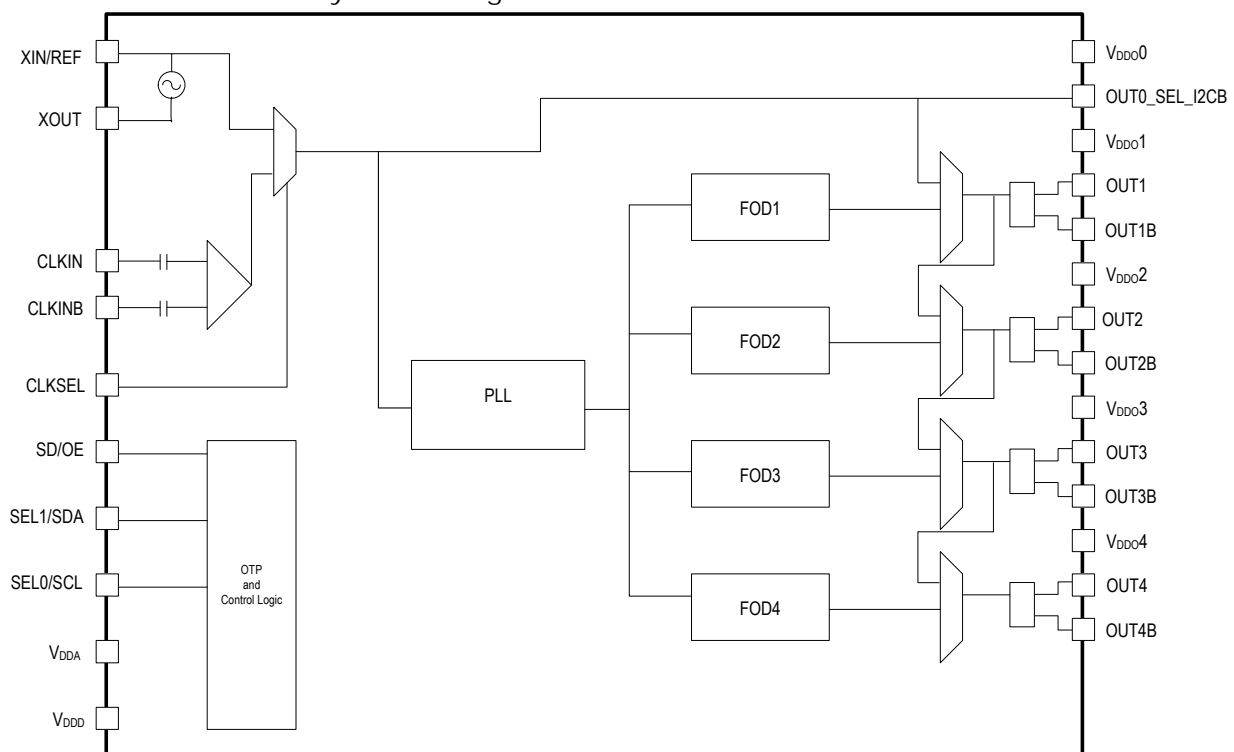 XIN/REF
XOUT
CLKIN
CLKINB
CLKSEL
SD/OE
SEL1/SDA
SEL0/SCL
VDDA
VDDD
OTP
and
Control Logic
PLL
FOD1
FOD2
FOD3
FOD4
VDDO0
OUT0_SEL_I2CB
VDDO1
OUT1
OUT1B
VDDO2
OUT2
OUT2B
VDDO3
OUT3
OUT3B
VDDO4
OUT4
OUT4B